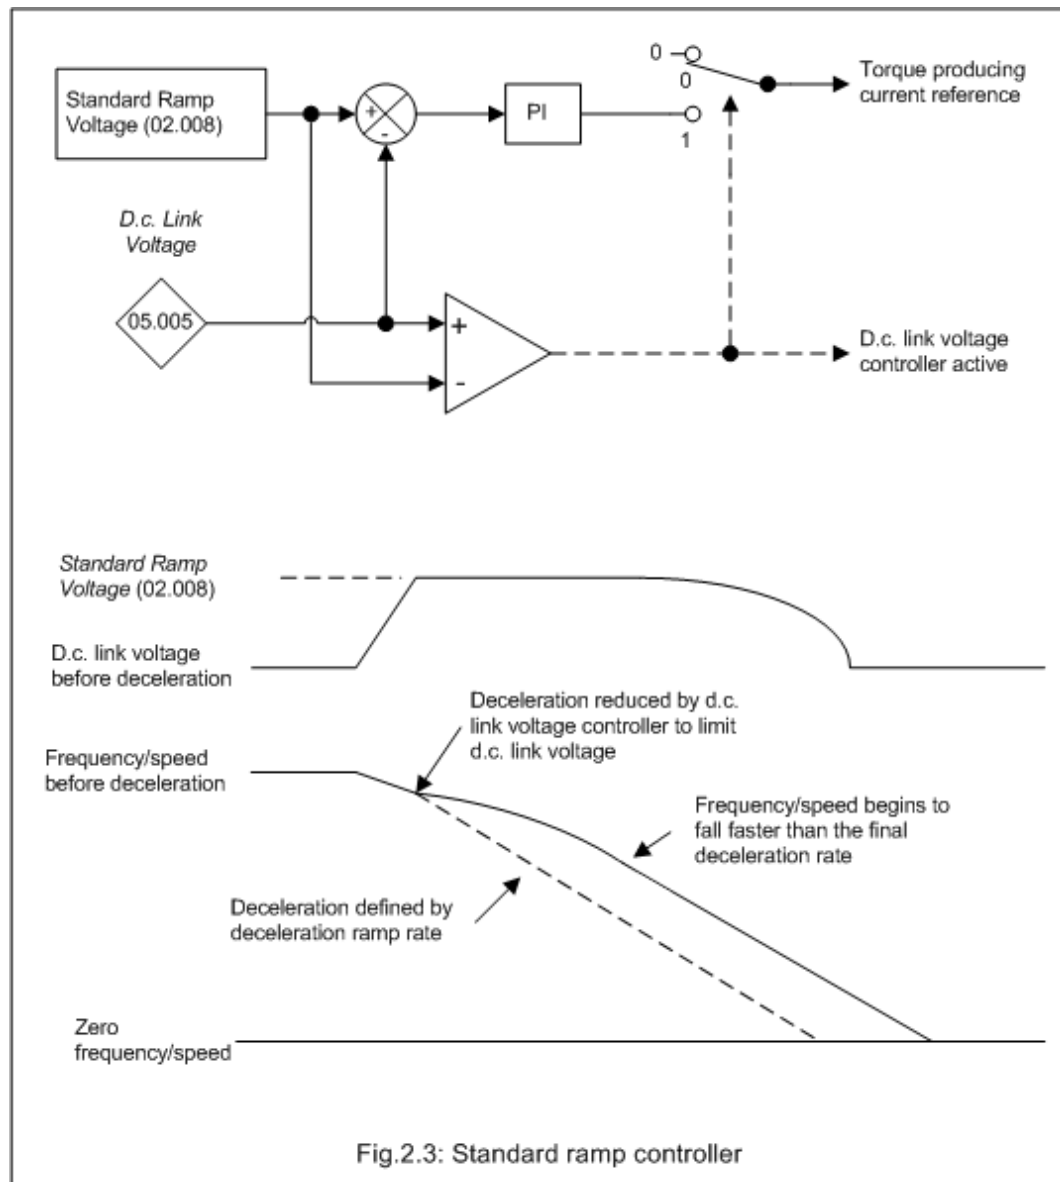 0
Standard Ramp
Voltage (02.008)
+
-
PI
0
1
Torque producing
current reference
D.c. Link
Voltage
05.005
+
-
D.c. link voltage
controller active
Standard Ramp
Voltage (02.008)
D.c. link voltage
before deceleration
Deceleration reduced by d.c.
link voltage controller to limit
d.c. link voltage
Frequency/speed
before deceleration
Frequency/speed begins to
fall faster than the final
deceleration rate
Deceleration defined by
deceleration ramp rate
Zero
frequency/speed
Fig.2.3: Standard ramp controller